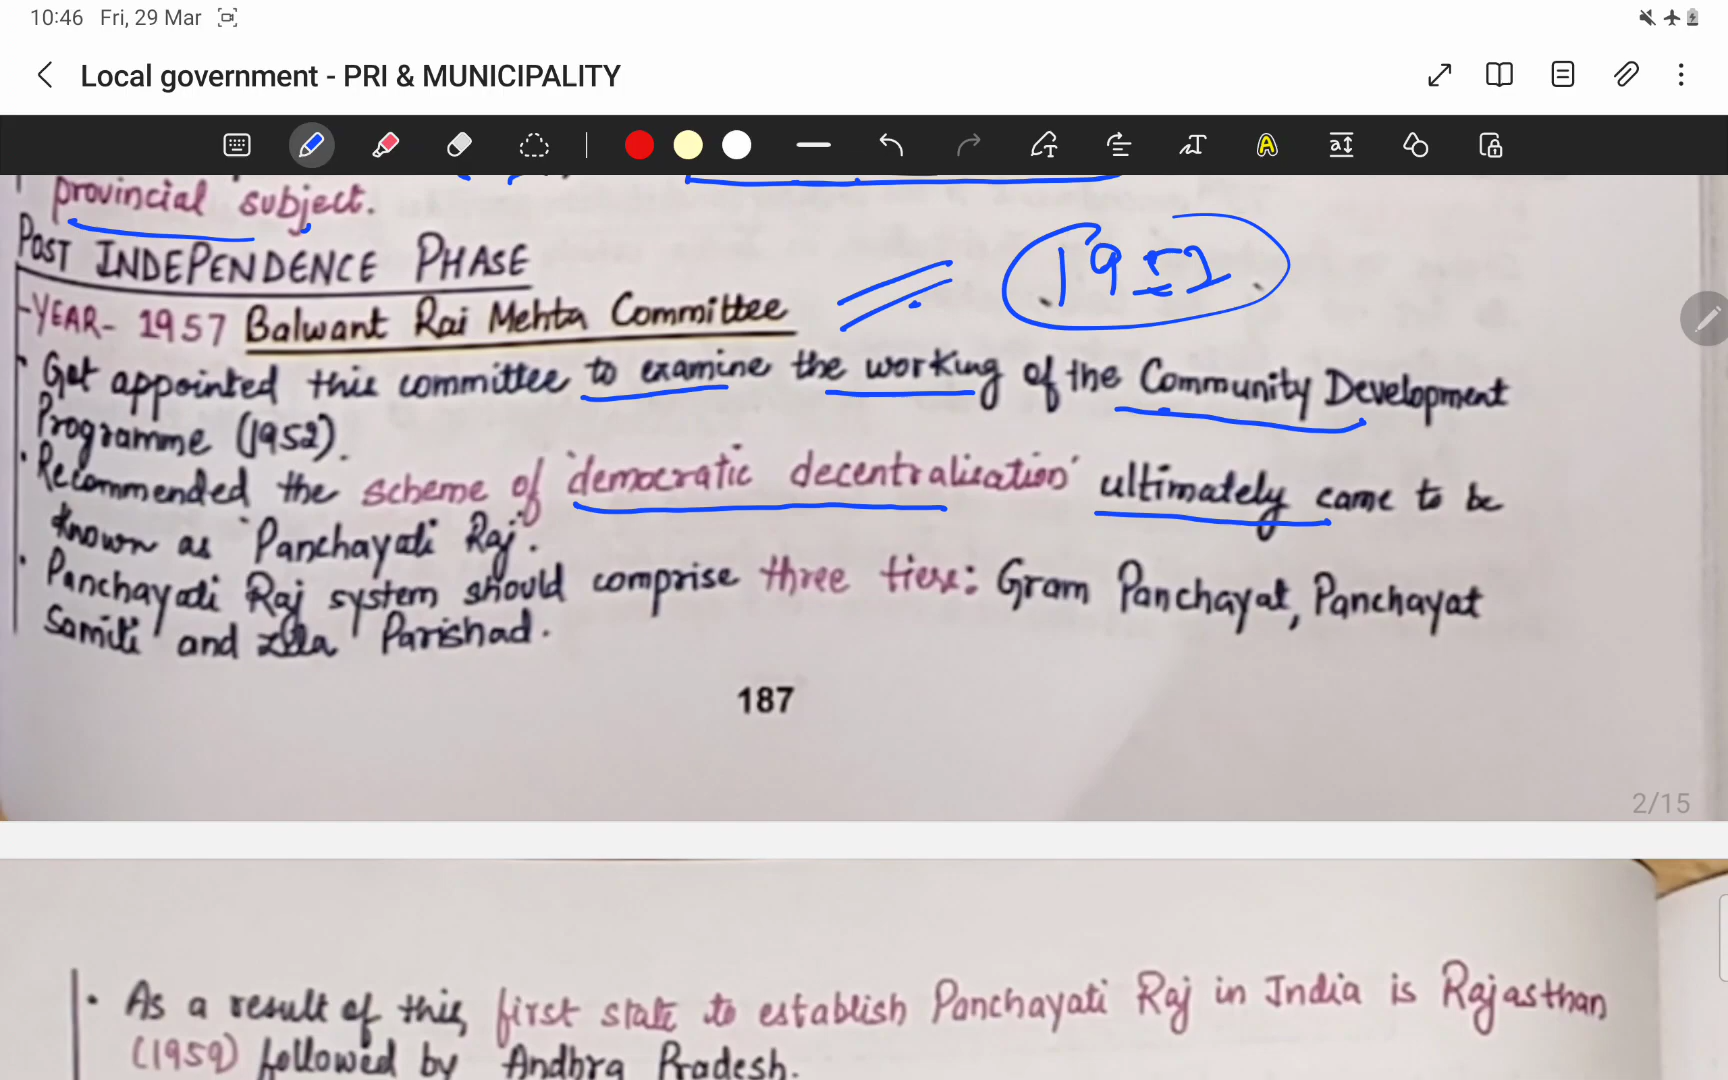 10:46 Fri, 29 Mar
Local government - PRI & MUNICIPALITY
provincial subject.
POST INDEPENDENCE PHASE
1952
YEAR- 1957 Balwant Rai Mehta Committee
Get appointed this committee to examine the working of the Community Development
Programme (1952).
Recommended the scheme of 'democratic decentralisation' ultimately came to be
known as "Panchayati Raj".
Panchayati Raj system should comprise three tiers: Gram Panchayat, Panchayat
Samiti and Zila Parishad.
187
2/15
As a result of this, first state to establish Panchayati Raj in India is Rajasthan
(1959) followed by Andhra Pradesh.